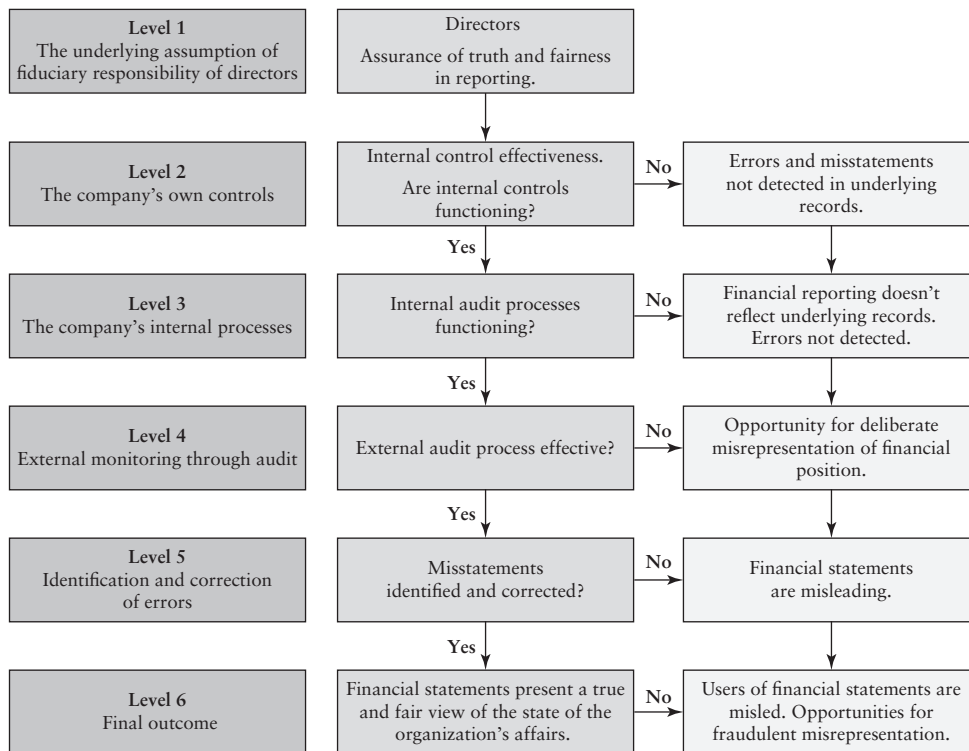 Level 1
The underlying assumption of
fiduciary responsibility of directors
Directors
Assurance of truth and fairness
in reporting.
Level 2
The company's own controls
Internal control effectiveness.
Are internal controls
functioning?
No
Errors and misstatements
not detected in underlying
records.
Yes
Level 3
The company's internal processes
Internal audit processes
functioning?
No
Financial reporting doesn't
reflect underlying records.
Errors not detected.
Yes
Level 4
External monitoring through audit
External audit process effective?
No
Opportunity for deliberate
misrepresentation of financial
position.
Yes
Level 5
Identification and correction
of errors
Misstatements
identified and corrected?
No
Financial statements
are misleading.
Yes
Level 6
Final outcome
Financial statements present a true
and fair view of the state of the
organization's affairs.
No
Users of financial statements are
misled. Opportunities for
fraudulent misrepresentation.